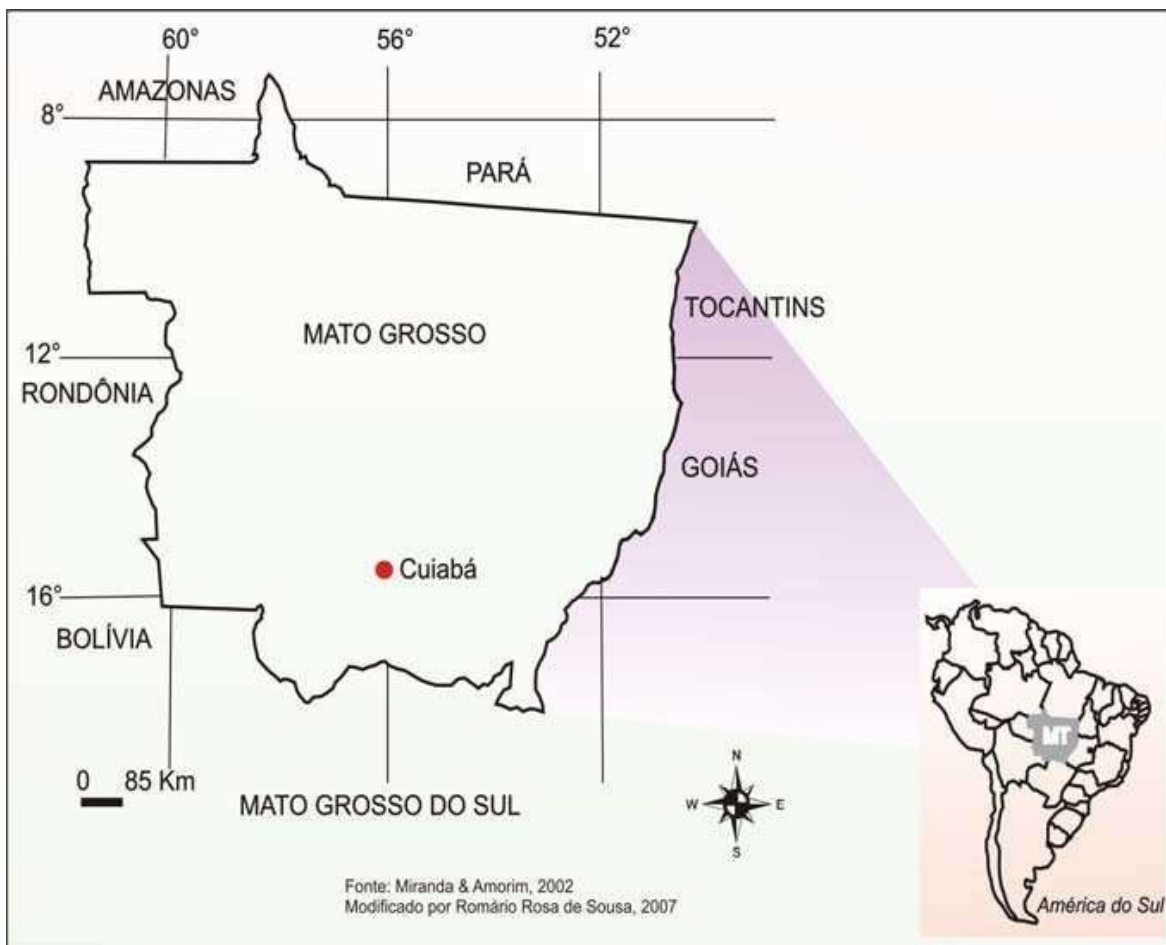 60° 56° 52°
AMAZONAS
8°
PARÁ
TOCANTINS
MATO GROSSO
12°
RONDÔNIA
GOIÁS
Cuiabá
16°
BOLÍVIA
MT
N
W E
S
0 85 Km
MATO GROSSO DO SUL
Fonte: Miranda & Amorim, 2002
Modificado por Romário Rosa de Sousa, 2007
América do Sul